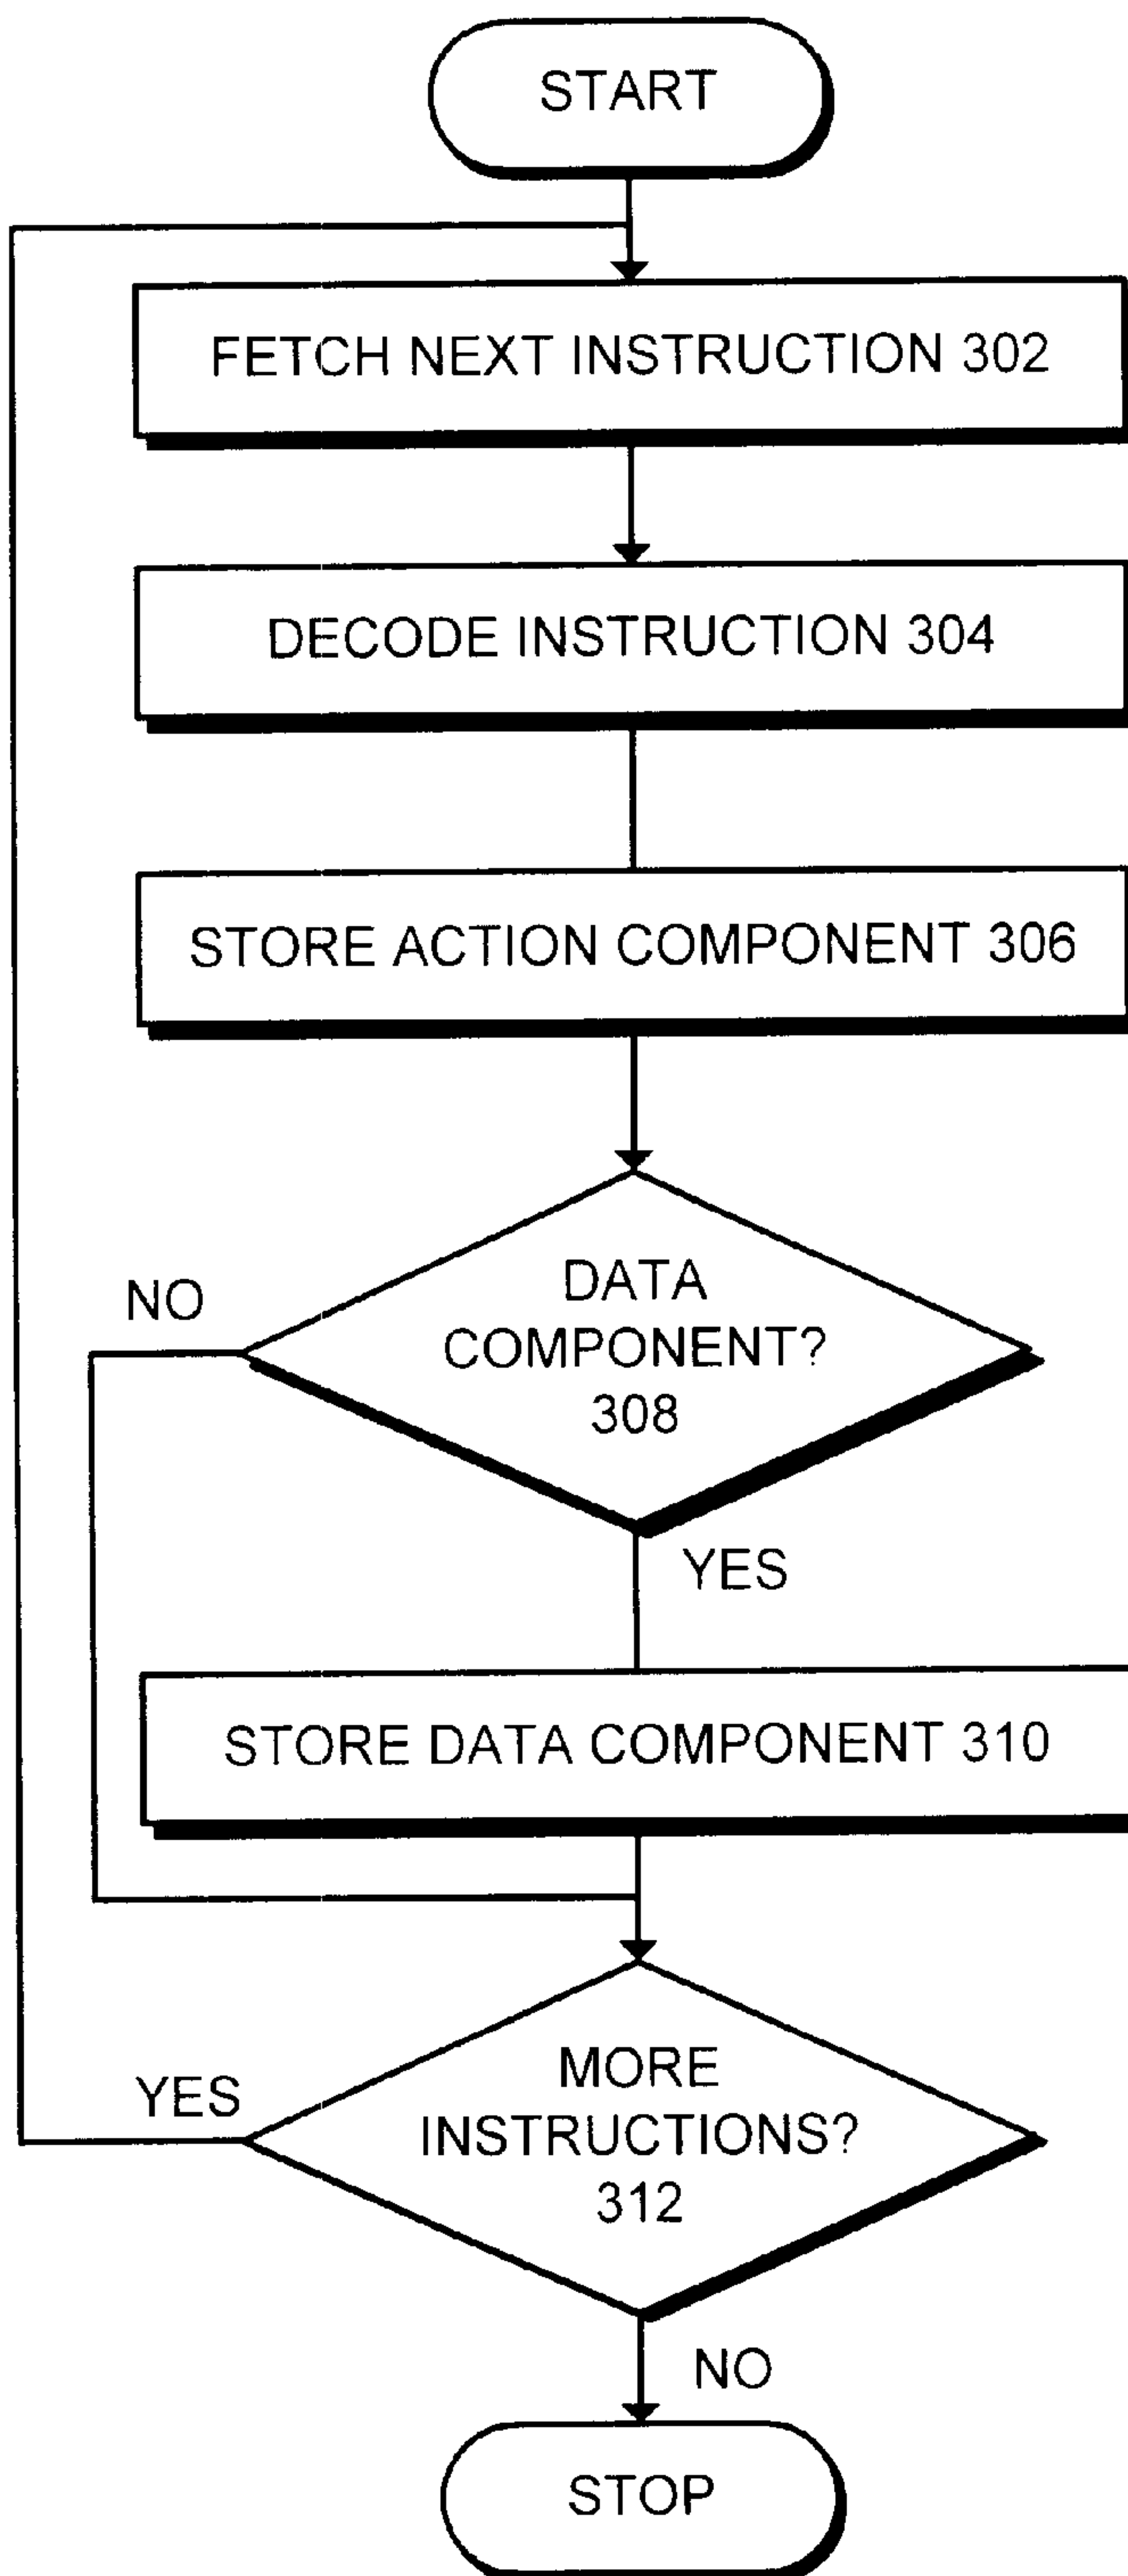 START
FETCH NEXT INSTRUCTION 302
DECODE INSTRUCTION 304
STORE ACTION COMPONENT 306
NO
DATA
COMPONENT?
308
YES
STORE DATA COMPONENT 310
YES
MORE
INSTRUCTIONS?
312
NO
STOP